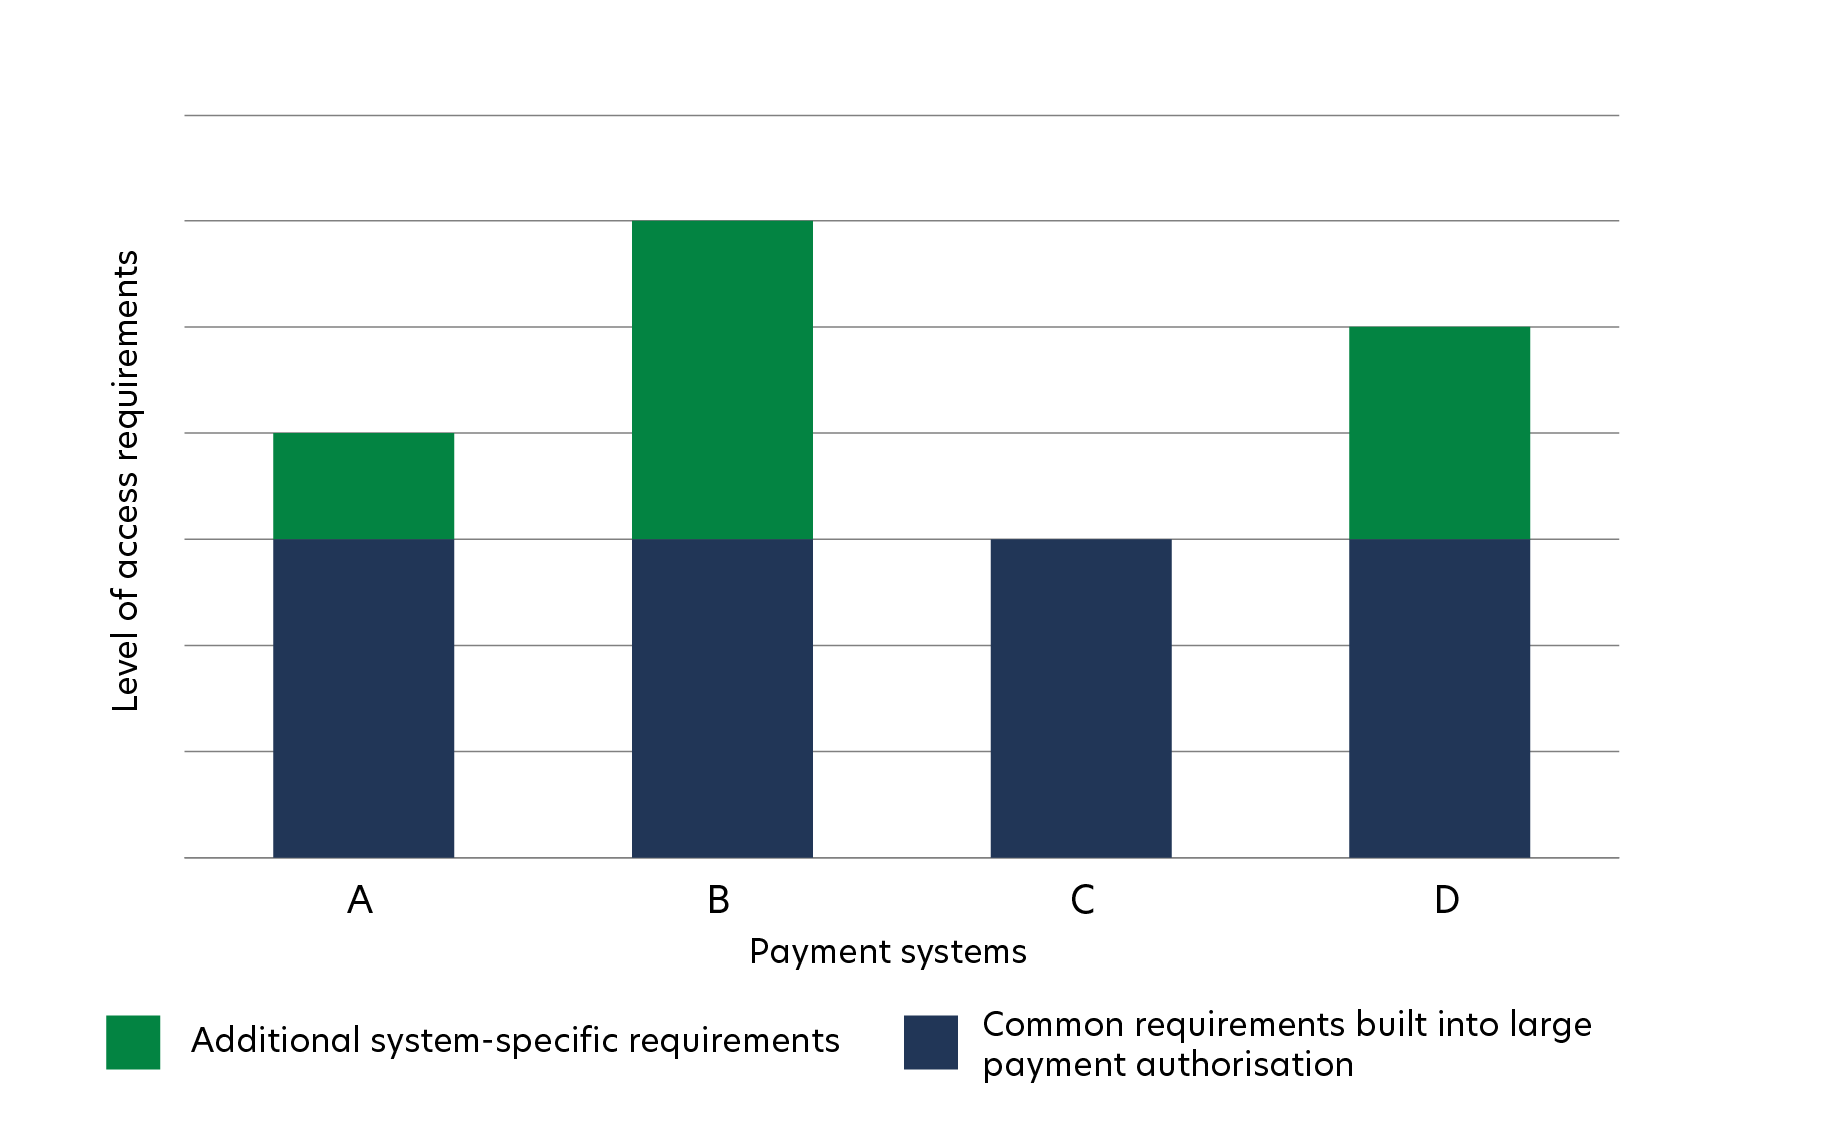 Level of access requirements
A
B
C
D
Payment systems
Additional system-specific requirements
Common requirements built into large
payment authorisation